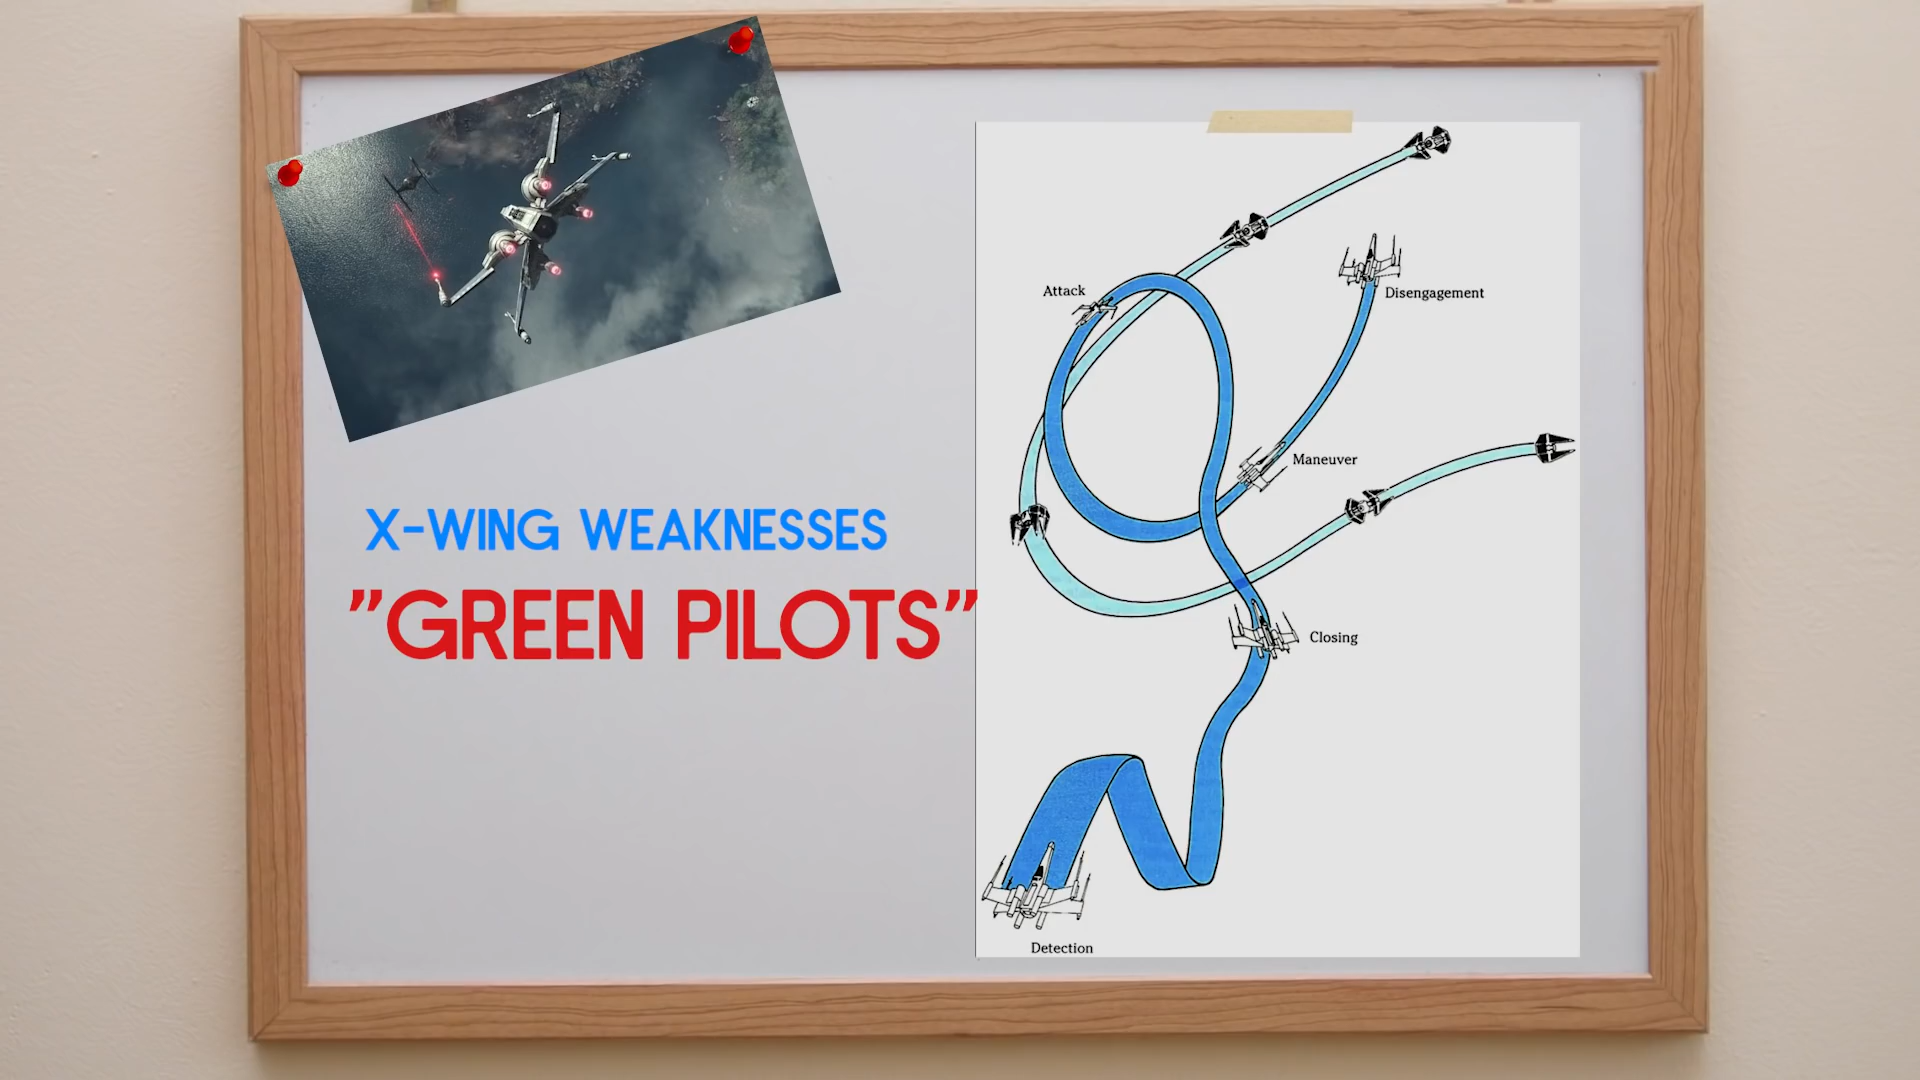 X-WING WEAKNESSES
"GREEN PILOTS"
Attack
Disengagement
Maneuver
Closing
Detection